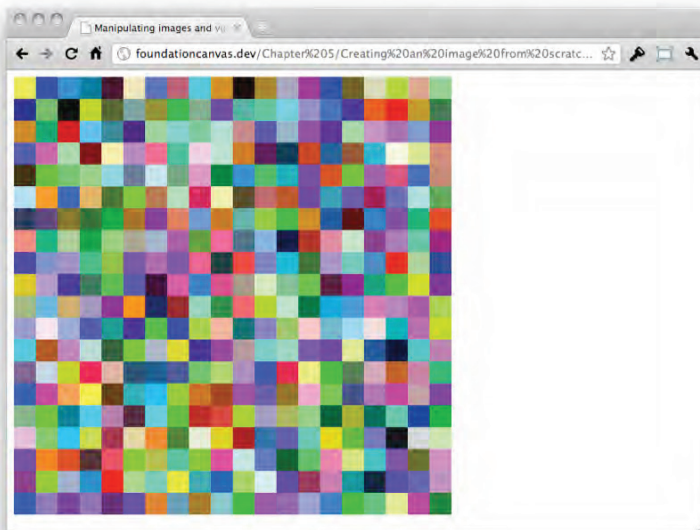 Manipulating images and vi
foundationcanvas.dev/Chapter%205/Creating%20an%20image%20from%20scratc...